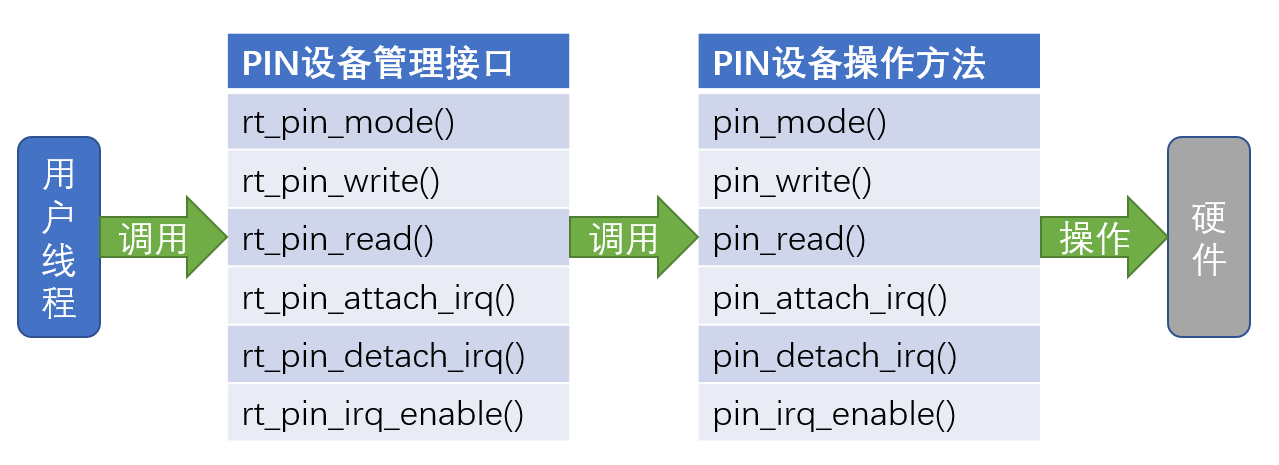 用户线程
调用
PIN设备管理接口
rt_pin_mode()
rt_pin_write()
rt_pin_read()
rt_pin_attach_irq()
rt_pin_detach_irq()
rt_pin_irq_enable()
调用
PIN设备操作方法
pin_mode()
pin_write()
pin_read()
pin_attach_irq()
pin_detach_irq()
pin_irq_enable()
操作
硬件